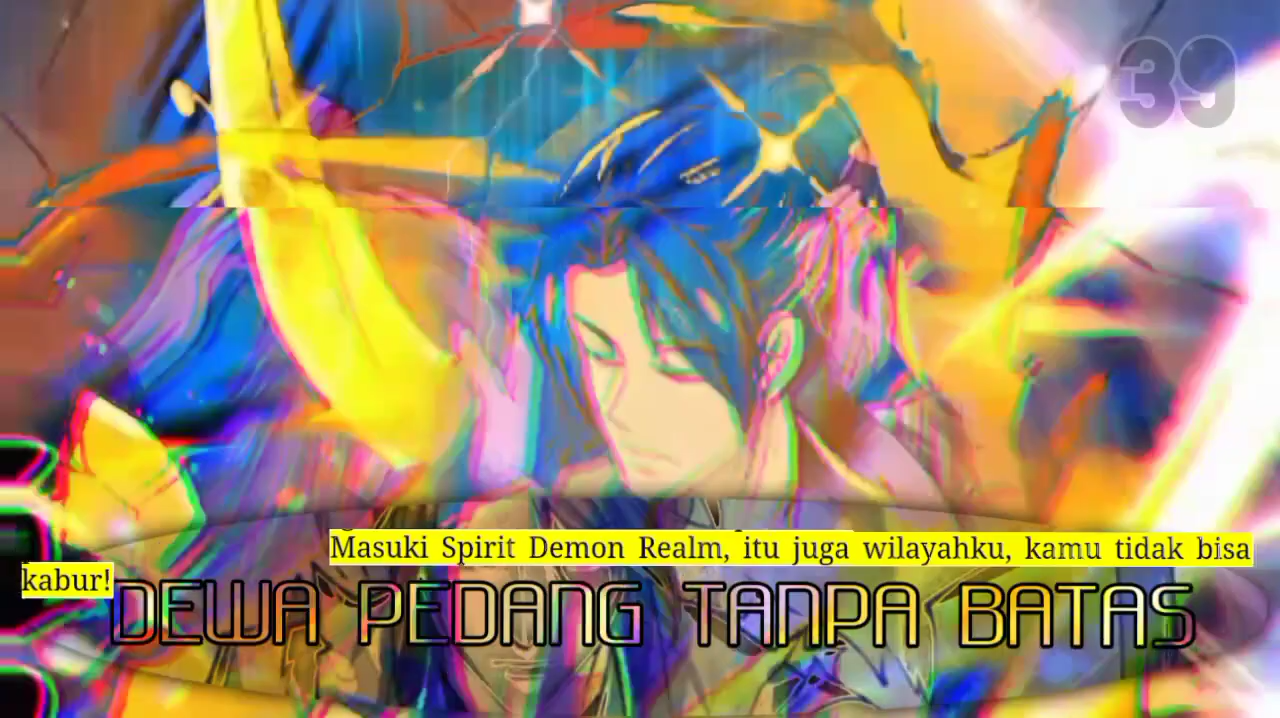 39
Masuki Spirit Demon Realm, itu juga wilayahku, kamu tidak bisa
kabur!
DEWA PEDANG TANPA BATAS